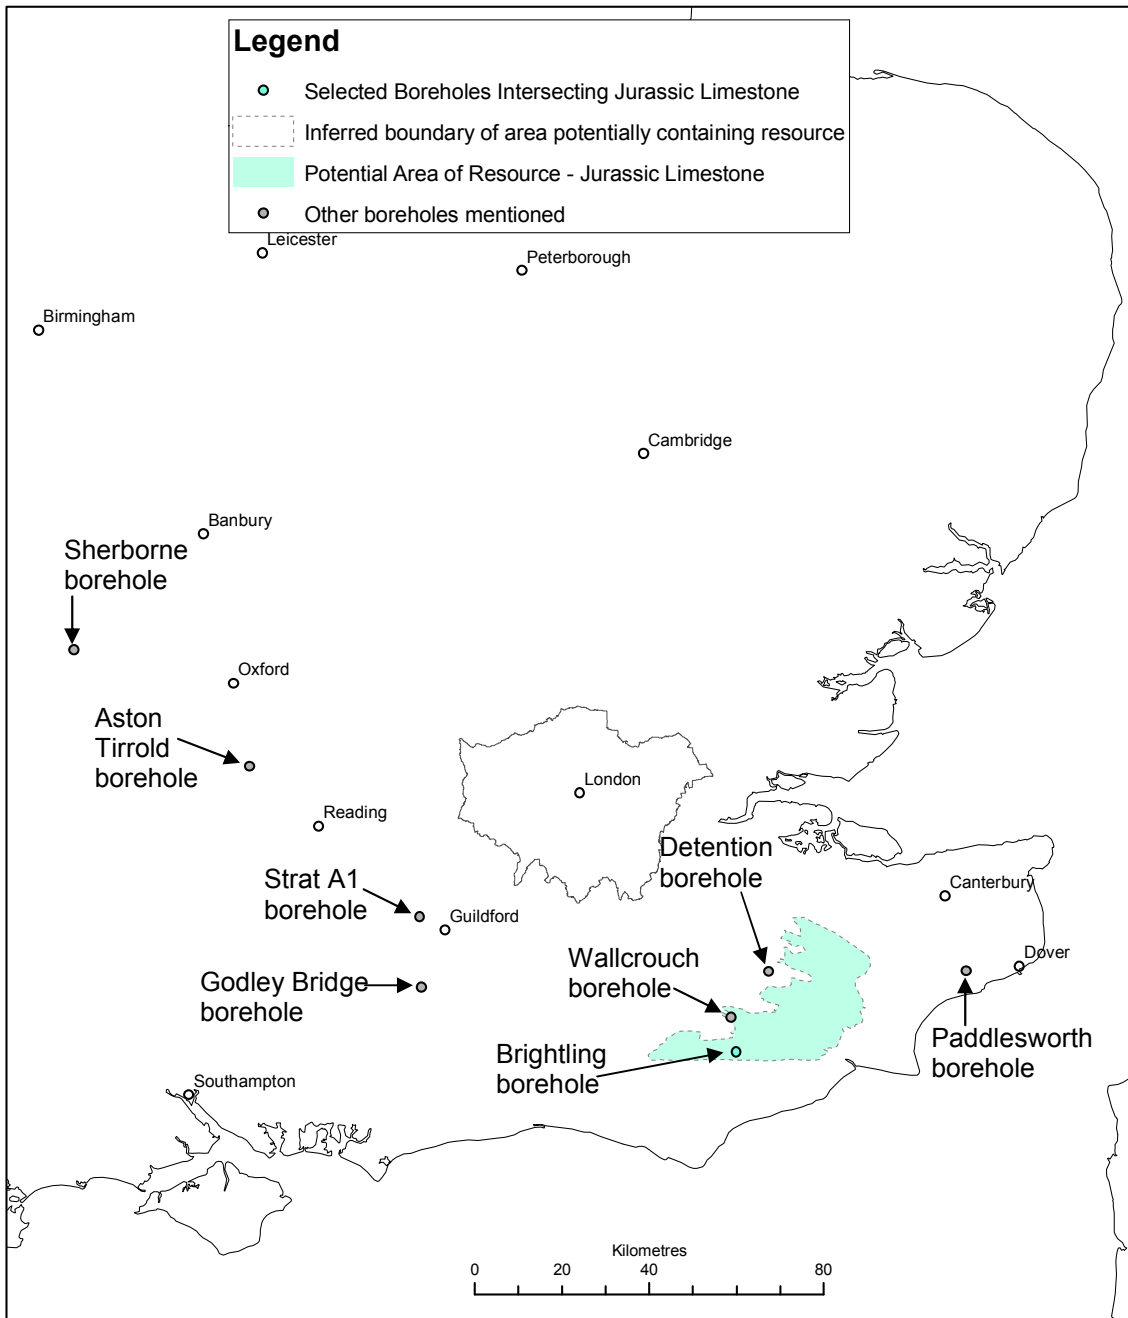 Legend
Selected Boreholes Intersecting Jurassic Limestone
Inferred boundary of area potentially containing resource
Potential Area of Resource - Jurassic Limestone
Other boreholes mentioned
Leicester
Peterborough
Birmingham
Cambridge
Banbury
Sherborne
borehole
Oxford
Aston
Tirrold
borehole
London
Reading
Detention
borehole
Strat A1
borehole
Canterbury
Guildford
Wallcrouch
borehole
Dover
Godley Bridge
borehole
Paddlesworth
borehole
Brightling
borehole
Southampton
Kilometres
0 20 40 80